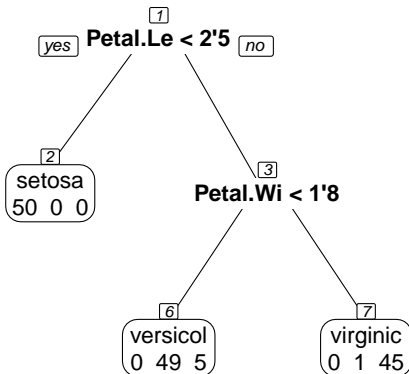 1
yes Petal.Le < 2'5 no
2
setosa
50 0 0
3
Petal.Wi < 1'8
6
versicol
0 49 5
7
virginic
0 1 45